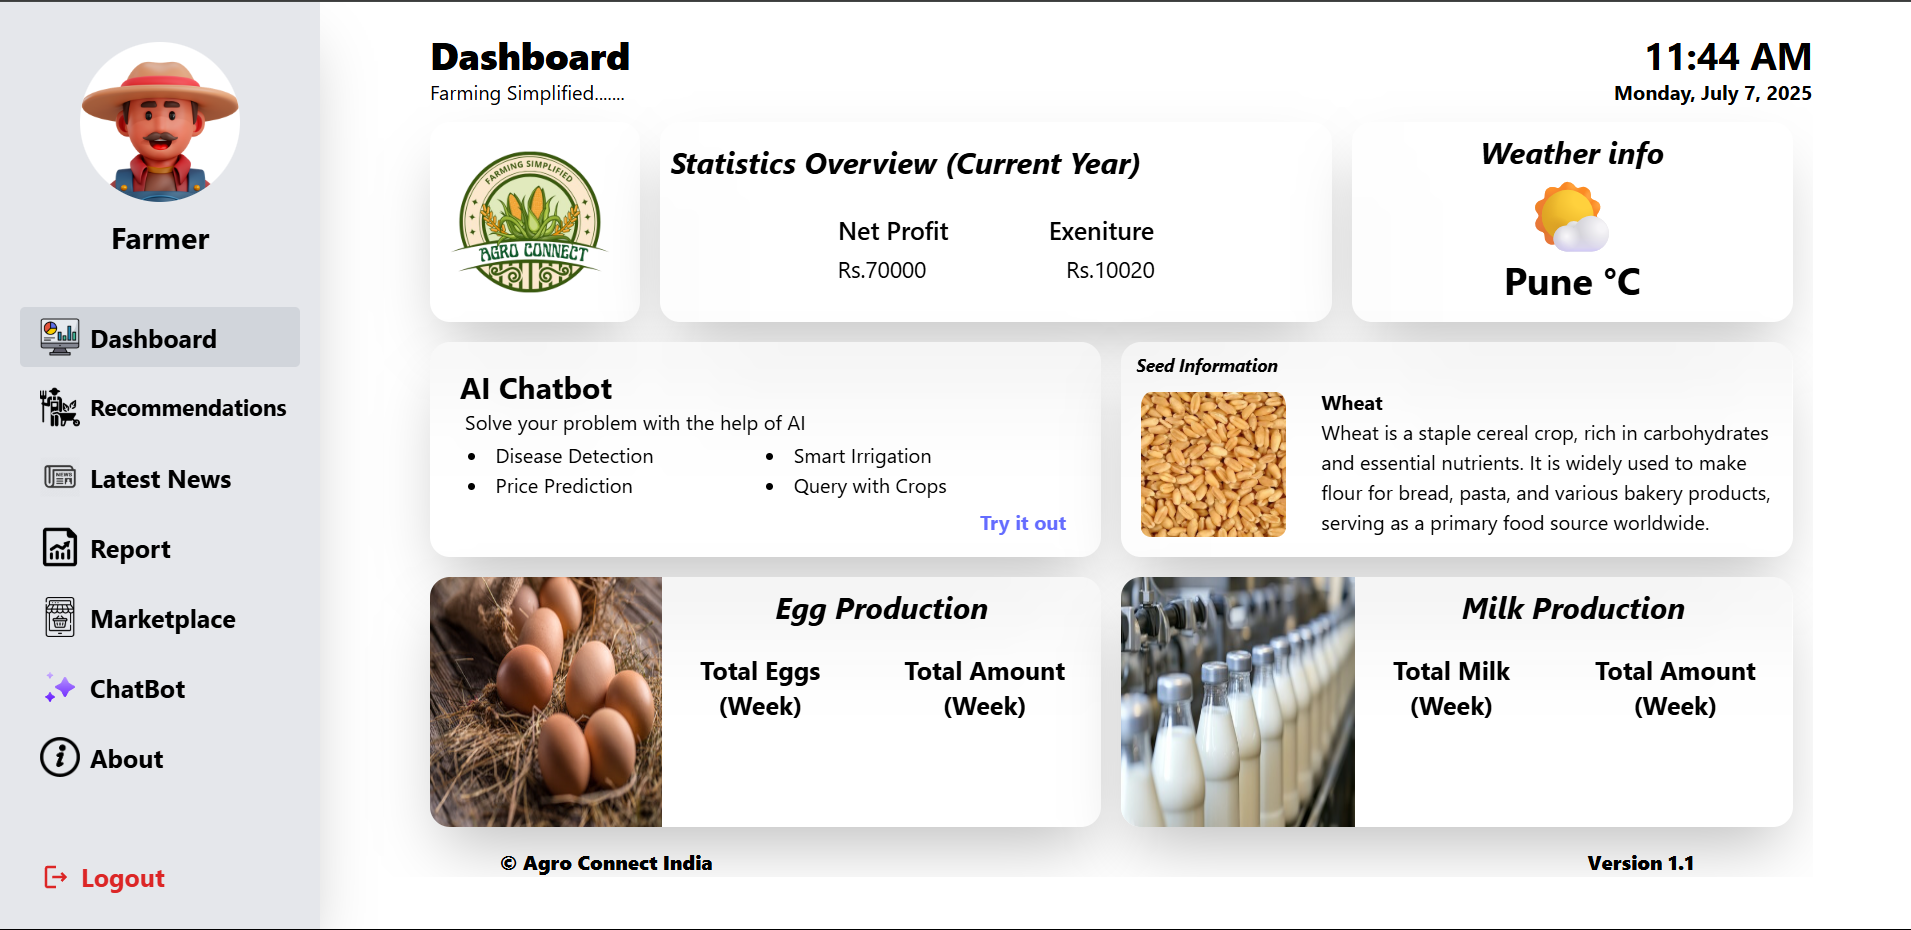 Farmer
Dashboard
Recommendations
Latest News
Report
Marketplace
ChatBot
About
Logout
Dashboard
Farming Simplified.......
11:44 AM
Monday, July 7, 2025
FARMING SIMPLIFIED
AGRO CONNECT
Statistics Overview (Current Year)
Net Profit Exeniture
Rs.70000 Rs.10020
Weather info
Pune °C
AI Chatbot
Solve your problem with the help of AI
• Disease Detection • Smart Irrigation
• Price Prediction • Query with Crops
Try it out
Seed Information
Wheat
Wheat is a staple cereal crop, rich in carbohydrates
and essential nutrients. It is widely used to make
flour for bread, pasta, and various bakery products,
serving as a primary food source worldwide.
Egg Production
Total Eggs Total Amount
(Week) (Week)
Milk Production
Total Milk Total Amount
(Week) (Week)
© Agro Connect India
Version 1.1